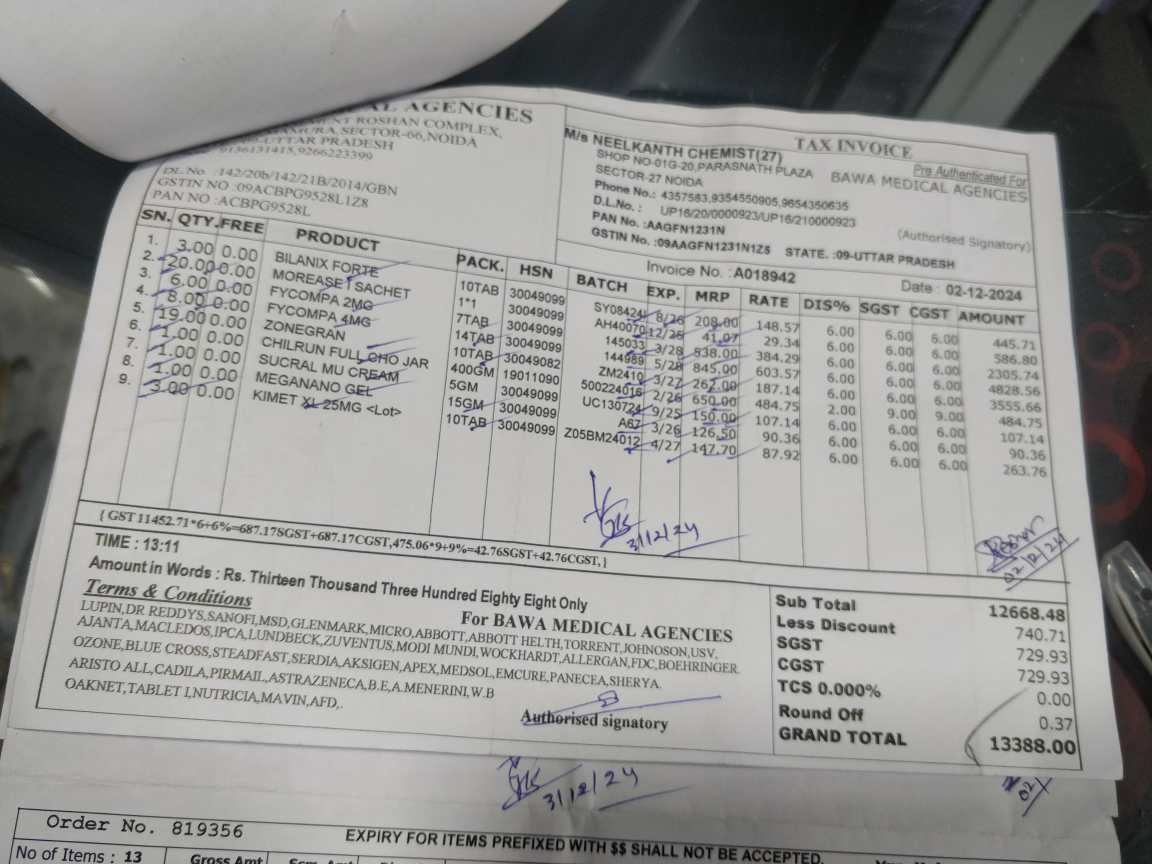 AL AGENCIES
ENT ROSHAN COMPLEX,
MAMURA, SECTOR-66, NOIDA
UTTAR PRADESH
9136131415,9266223399
DL.No. :142/20b/142/21B/2014/GBN
GSTIN NO :09ACBPG9528L1Z8
PAN NO :ACBPG9528L
TAX INVOICE
M/s NEELKANTH CHEMIST(27)
SHOP NO-01G-20,PARASNATH PLAZA
SECTOR-27 NOIDA
Phone No.: 4357583,9354550905,9654350635
D.L.No. : UP16/20/0000923/UP16/210000923
PAN No. :AAGFN1231N
GSTIN No. :09AAGFN1231N1Z5 STATE. :09-UTTAR PRADESH
Pre Authenticated For
BAWA MEDICAL AGENCIES
(Authorised Signatory)
Invoice No. :A018942 Date : 02-12-2024
SN. QTY. FREE PRODUCT PACK. HSN BATCH EXP. MRP RATE DIS% SGST CGST AMOUNT
1. 3.00 0.00 BILANIX FORTE 10TAB 30049099 SY08424 8/26 208.00 148.57 6.00 6.00 6.00 445.71
2. 20.00 0.00 MOREASE 1 SACHET 1*1 30049099 AH40070 12/25 41.07 29.34 6.00 6.00 6.00 586.80
3. 6.00 0.00 FYCOMPA 2MG 7TAB 30049099 145033 3/28 538.00 384.29 6.00 6.00 6.00 2305.74
4. 8.00 0.00 FYCOMPA 4MG 14TAB 30049099 144989 5/28 845.00 603.57 6.00 6.00 6.00 4828.56
5. 19.00 0.00 ZONEGRAN 10TAB 30049082 ZM2410 3/27 262.00 187.14 6.00 6.00 6.00 3555.66
6. 1.00 0.00 CHILRUN FULL CHO JAR 400GM 19011090 500224016 2/26 650.00 484.75 2.00 9.00 9.00 484.75
7. 1.00 0.00 SUCRAL MU CREAM 5GM 30049099 UC130724 9/25 150.00 107.14 6.00 6.00 6.00 107.14
8. 1.00 0.00 MEGANANO GEL 15GM 30049099 A67 3/26 126.50 90.36 6.00 6.00 6.00 90.36
9. 3.00 0.00 KIMET XL 25MG <Lot> 10TAB 30049099 Z05BM24012 4/27 147.70 87.92 6.00 6.00 6.00 263.76
3/12/24
02/12/24
{ GST 11452.71*6+6%=687.17SGST+687.17CGST,475.06*9+9%=42.76SGST+42.76CGST,}
TIME : 13:11
Amount in Words : Rs. Thirteen Thousand Three Hundred Eighty Eight Only
Terms & Conditions For BAWA MEDICAL AGENCIES
LUPIN,DR REDDYS,SANOFI,MSD,GLENMARK,MICRO,ABBOTT,ABBOTT HELTH,TORRENT,JOHNOSON,USV,
AJANTA,MACLEDOS,IPCA,LUNDBECK,ZUVENTUS,MODI MUNDI,WOCKHARDT,ALLERGAN,FDC,BOEHRINGER.
OZONE,BLUE CROSS,STEADFAST,SERDIA,AKSIGEN,APEX,MEDSOL,EMCURE,PANECEA,SHERYA.
ARISTO ALL,CADILA,PIRMAIL,ASTRAZENECA,B.E,A.MENERINI,W.B
OAKNET,TABLET I,NUTRICIA,MAVIN,AFD,.
Authorised signatory
Sub Total 12668.48
Less Discount 740.71
SGST 729.93
CGST 729.93
TCS 0.000% 0.00
Round Off 0.37
GRAND TOTAL 13388.00
3/12/24
02/
Order No. 819356
EXPIRY FOR ITEMS PREFIXED WITH $$ SHALL NOT BE ACCEPTED.
No of Items : 13 Gross Amt